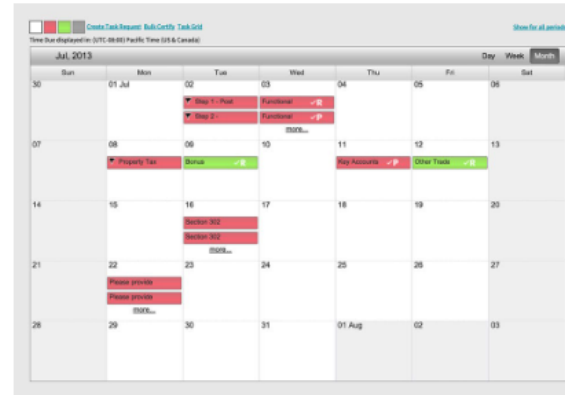 Create Task Request Bulk Certify Task Grid
Show for all periods
Time Due displayed in: (UTC-08:00) Pacific Time (US & Canada)
Jul, 2013 Day Week Month
Sun Mon Tue Wed Thu Fri Sat
30 01 Jul 02 03 04 05 06
Step 1 - Post Functional R
Step 2 - Functional P
more...
07 08 09 10 11 12 13
Property Tax Bonus R Key Accounts P Other Trade R
14 15 16 17 18 19 20
Section 302
Section 302
more...
21 22 23 24 25 26 27
Please provide
Please provide
more...
28 29 30 31 01 Aug 02 03